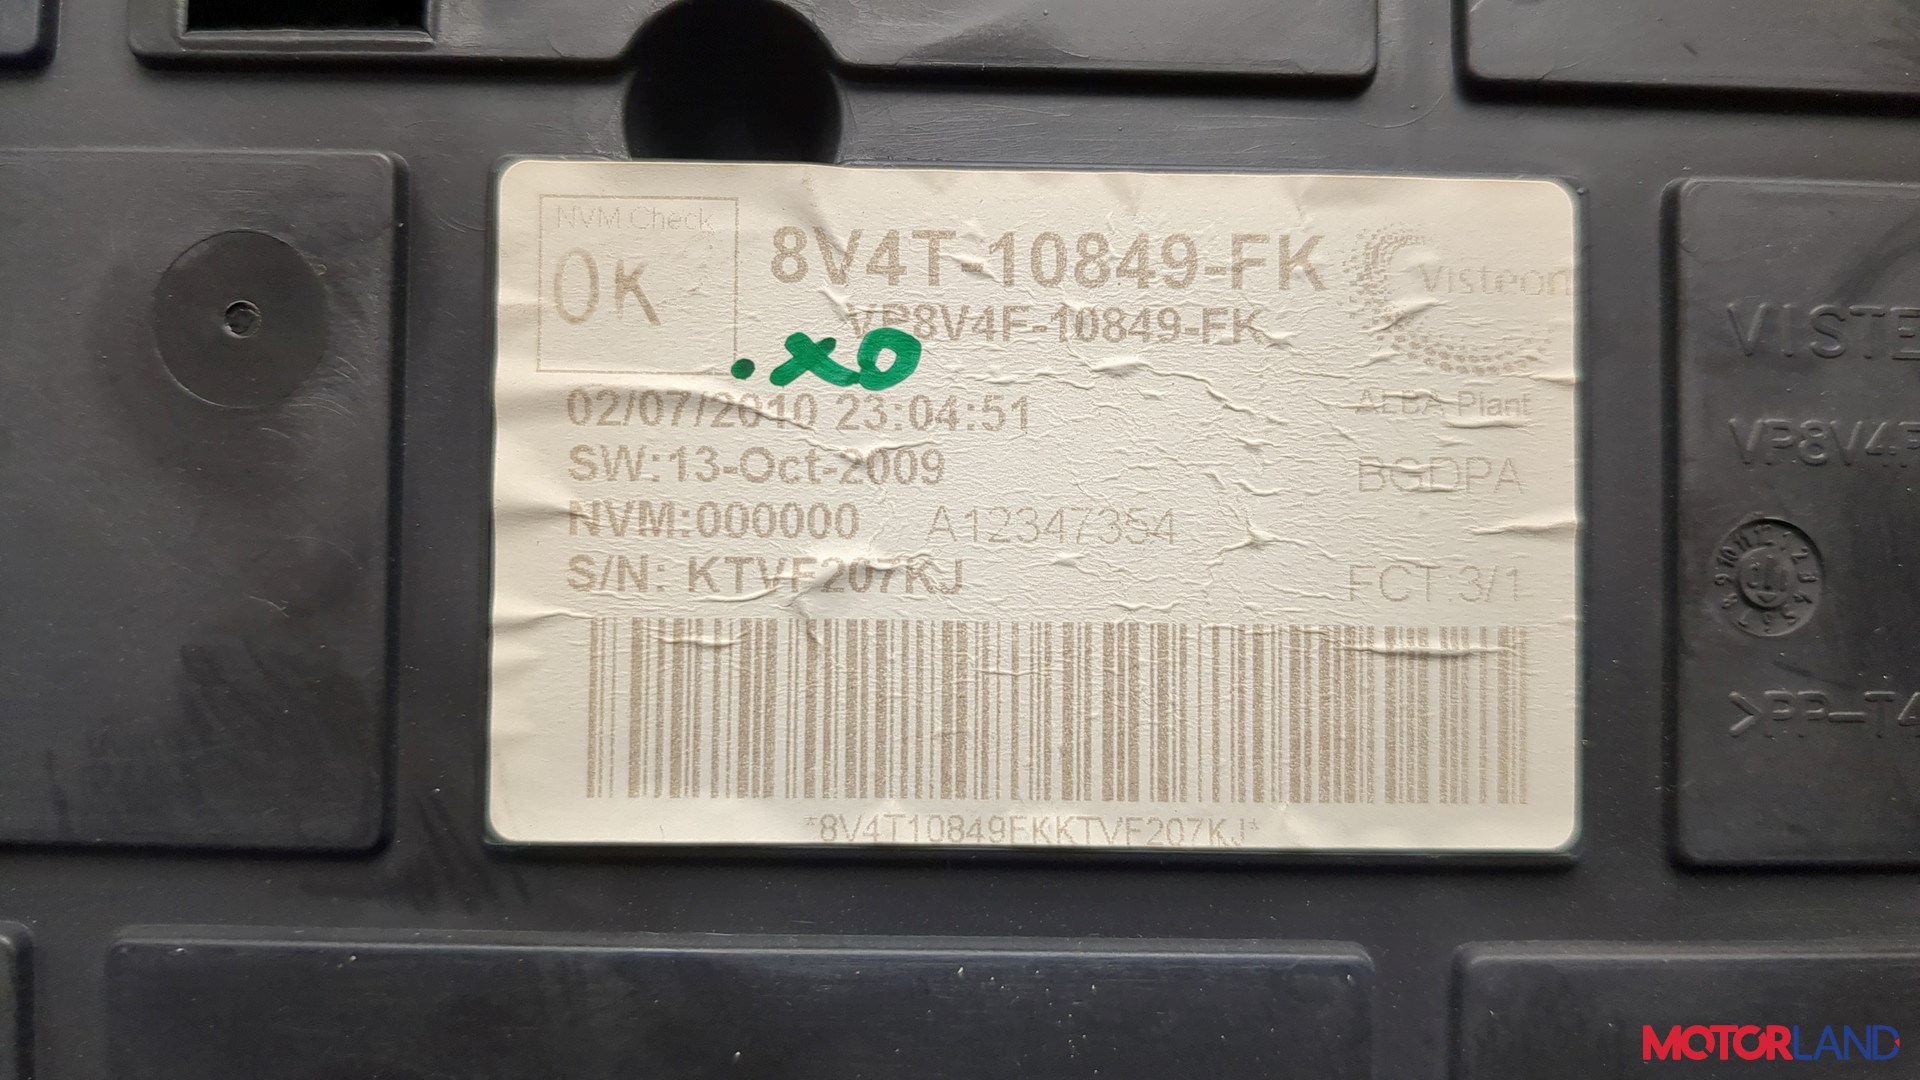 NVM Check
OK
8V4T-10849-FK
VP8V4F-10849-FK
Visteon
.xo
02/07/2010 23:04:51
ALBA Plant
SW:13-Oct-2009
BGDPA
NVM:000000 A12347354
S/N: KTVF207KJ
FCT:3/1
*8V4T10849FKKTVF207KJ*
VISTE
VP8V4F
>PP-T4
MOTORLAND